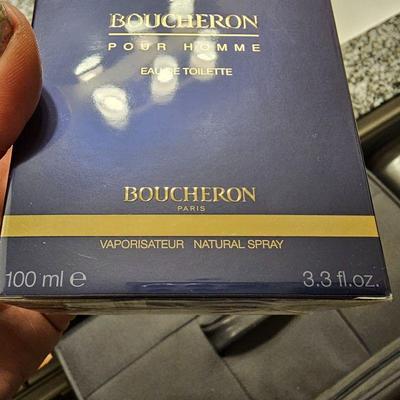 BOUCHERON
POUR HOMME
EAU DE TOILETTE
BOUCHERON
PARIS
VAPORISATEUR NATURAL SPRAY
100 ml ℮
3.3 fl.oz.